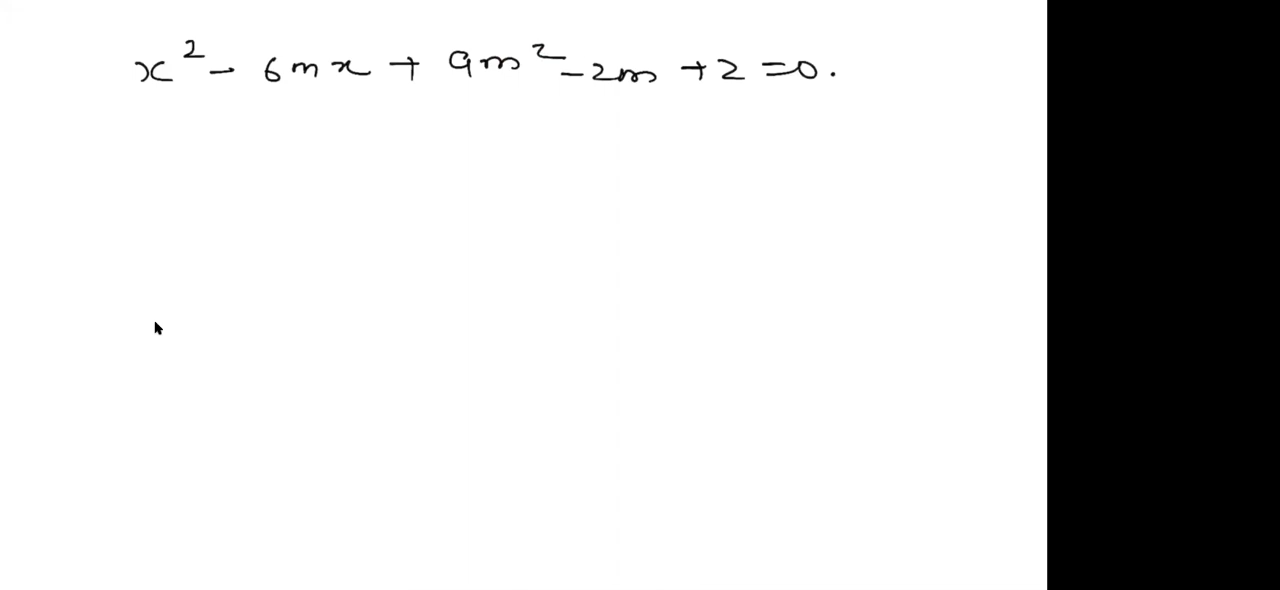 x² - 6mx + 9m² - 2m + 2 = 0.